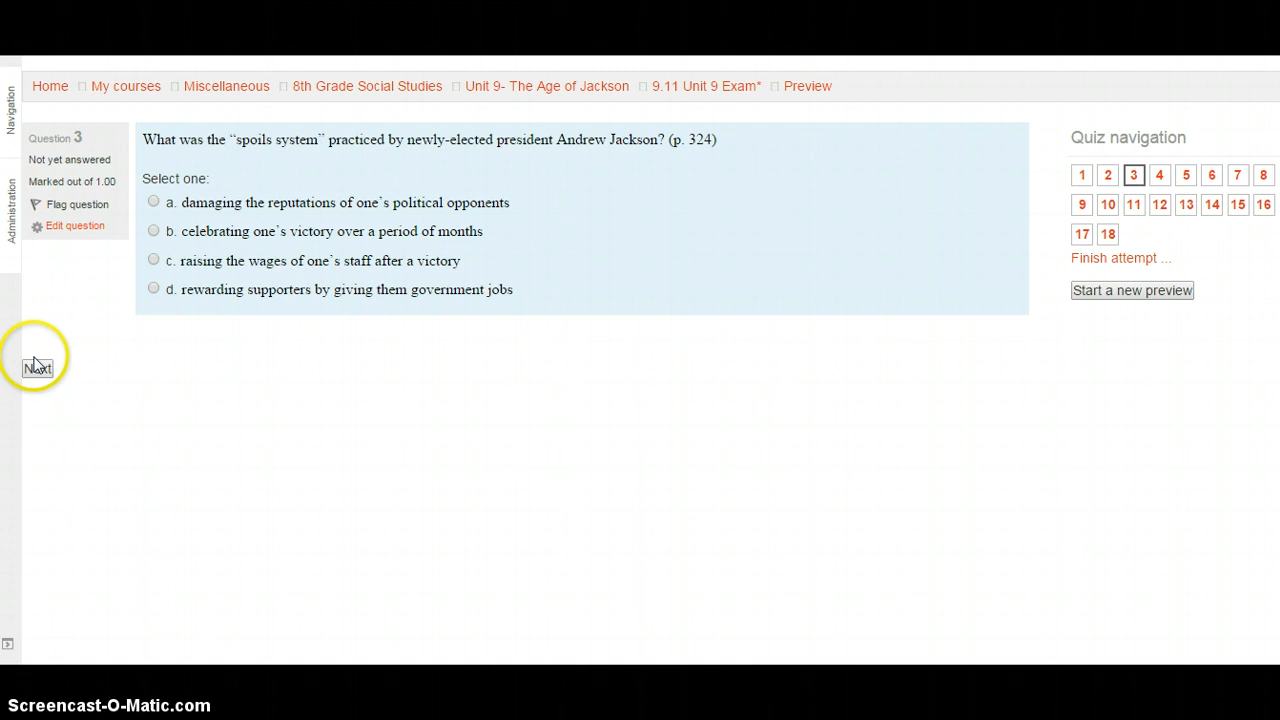 Home My courses Miscellaneous 8th Grade Social Studies Unit 9- The Age of Jackson 9.11 Unit 9 Exam* Preview
Navigation
Administration
Question 3
Not yet answered
Marked out of 1.00
Flag question
Edit question
What was the “spoils system” practiced by newly-elected president Andrew Jackson? (p. 324)
Select one:
a. damaging the reputations of one’s political opponents
b. celebrating one’s victory over a period of months
c. raising the wages of one’s staff after a victory
d. rewarding supporters by giving them government jobs
Next
Quiz navigation
1 2 3 4 5 6 7 8
9 10 11 12 13 14 15 16
17 18
Finish attempt ...
Start a new preview
Screencast-O-Matic.com